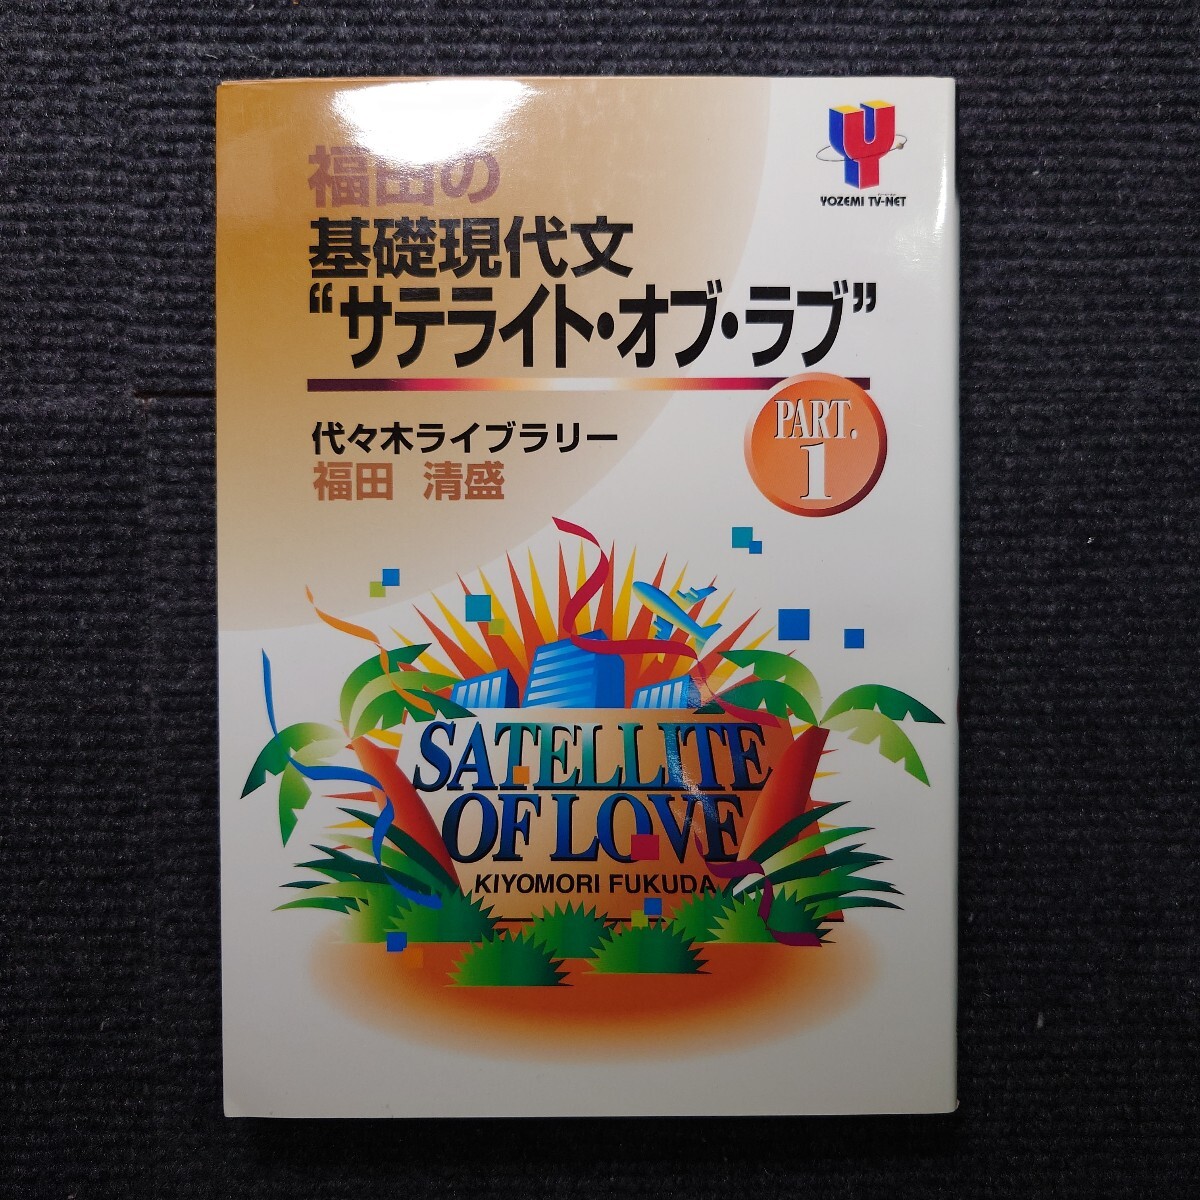 福田の
基礎現代文
“サテライト・オブ・ラブ”
YOZEMI TV-NET
PART.
1
代々木ライブラリー
福田 清盛
SATELLITE
OF LOVE
KIYOMORI FUKUDA